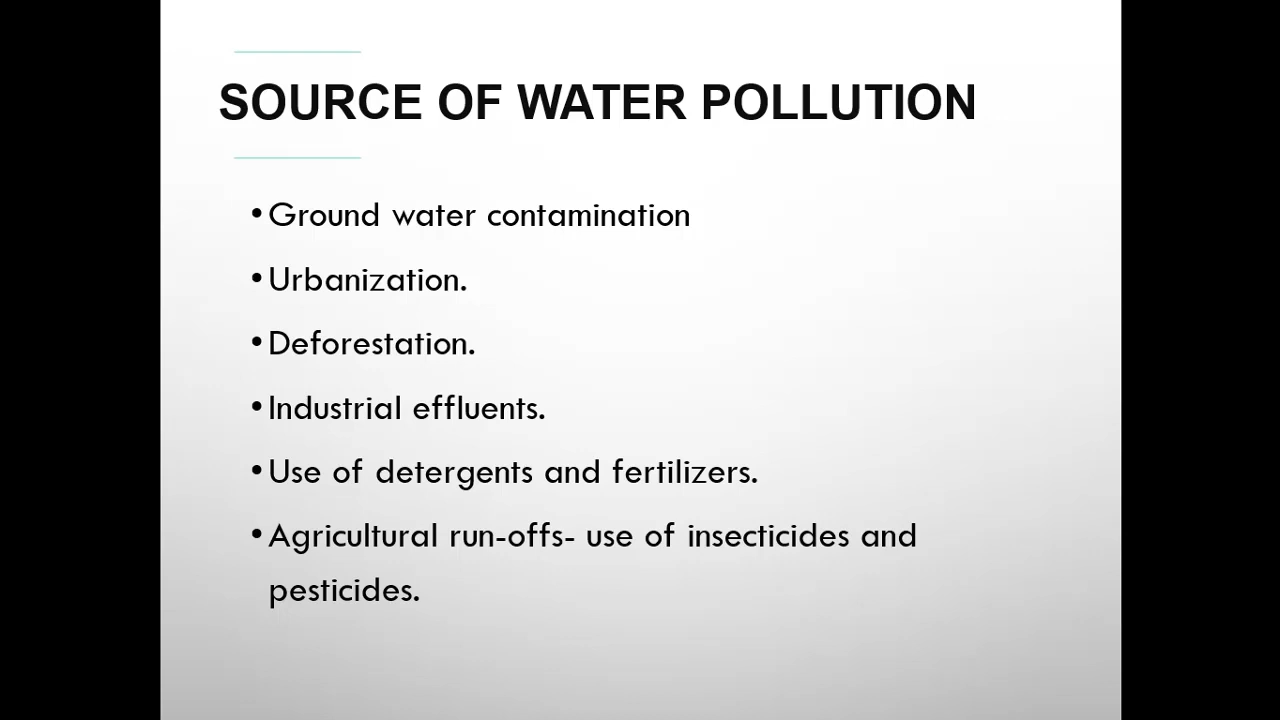 SOURCE OF WATER POLLUTION
•Ground water contamination
•Urbanization.
•Deforestation.
•Industrial effluents.
•Use of detergents and fertilizers.
•Agricultural run-offs- use of insecticides and
pesticides.